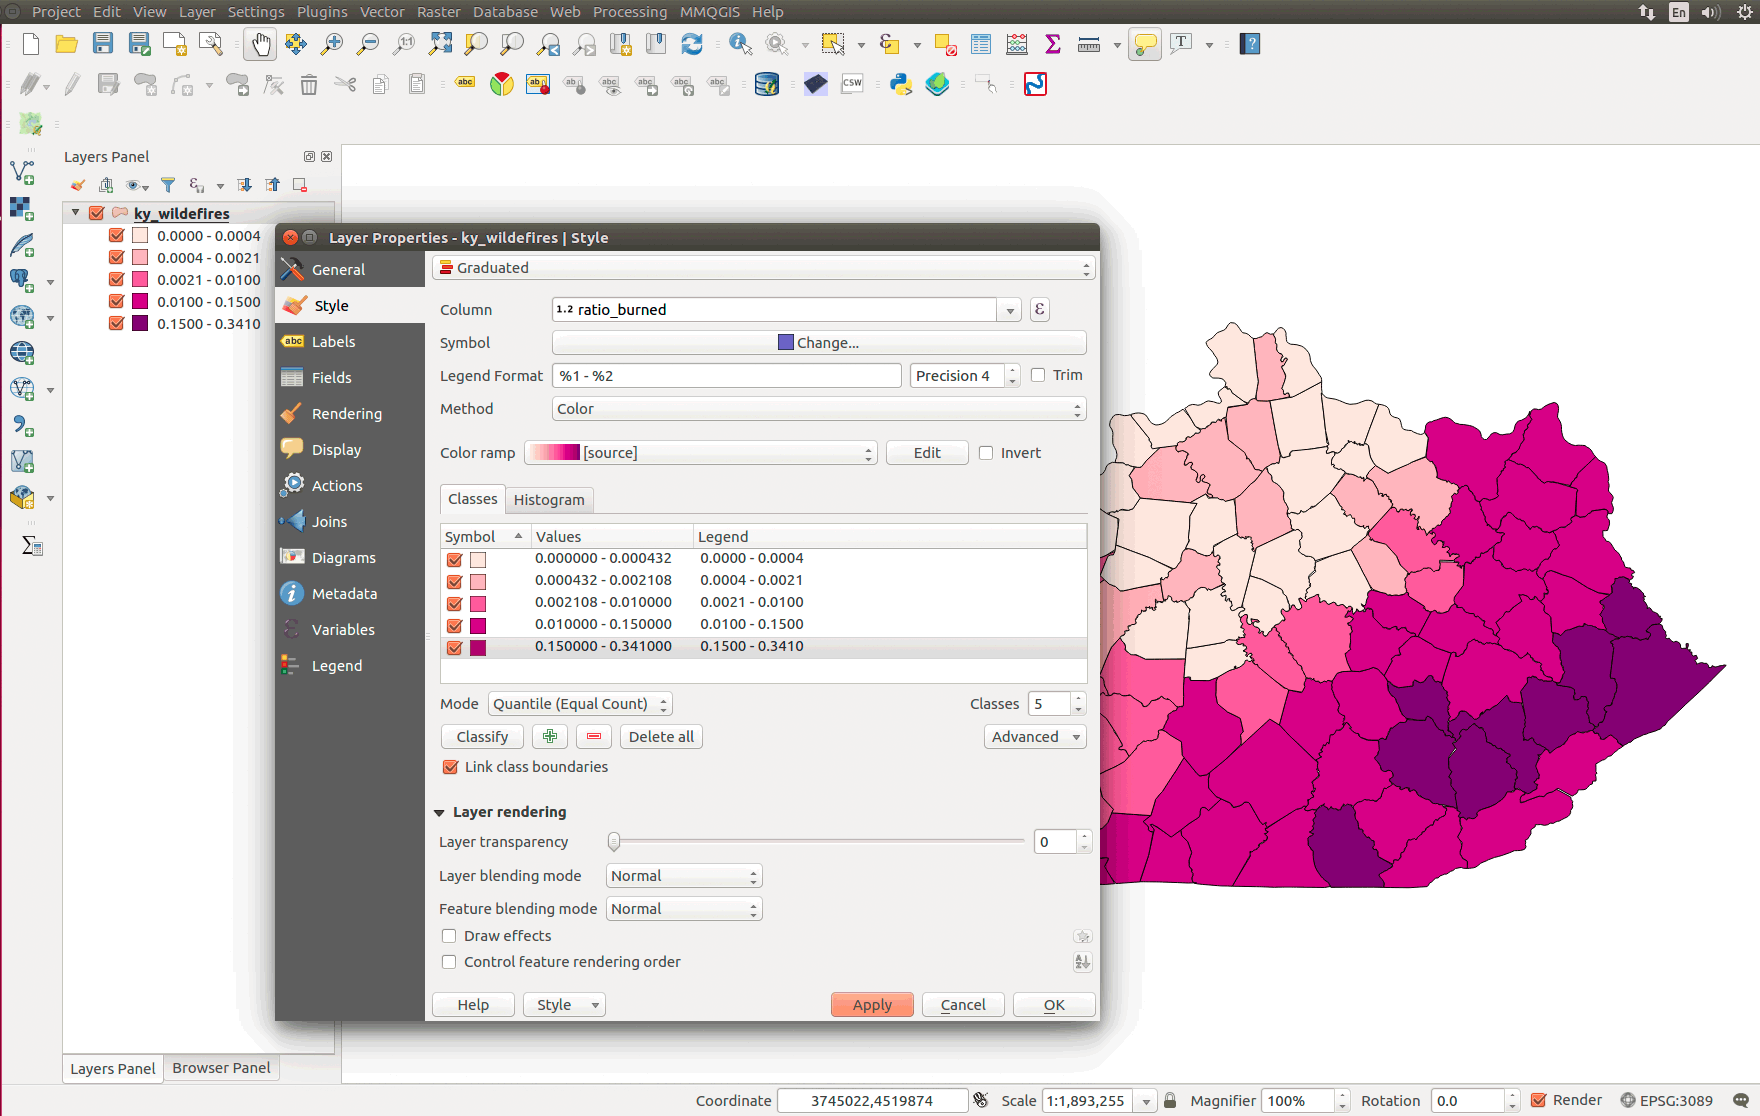 Project Edit View Layer Settings Plugins Vector Raster Database Web Processing MMQGIS Help
En
1:1
T
?
abc
ab
ab
abc
abc
abc
abc
CSW
Layers Panel
ky_wildefires
0.0000 - 0.0004
0.0004 - 0.0021
0.0021 - 0.0100
0.0100 - 0.1500
0.1500 - 0.3410
Layer Properties - ky_wildefires | Style
General
Style
abc Labels
Fields
Rendering
Display
Actions
Joins
Diagrams
Metadata
Variables
Legend
Graduated
Column 1.2 ratio_burned ε
Symbol Change...
Legend Format %1 - %2 Precision 4 Trim
Method Color
Color ramp [source] Edit Invert
Classes Histogram
Symbol Values Legend
0.000000 - 0.000432 0.0000 - 0.0004
0.000432 - 0.002108 0.0004 - 0.0021
0.002108 - 0.010000 0.0021 - 0.0100
0.010000 - 0.150000 0.0100 - 0.1500
0.150000 - 0.341000 0.1500 - 0.3410
Mode Quantile (Equal Count) Classes 5
Classify Delete all Advanced
Link class boundaries
Layer rendering
Layer transparency 0
Layer blending mode Normal
Feature blending mode Normal
Draw effects
Control feature rendering order
Help Style Apply Cancel OK
Layers Panel Browser Panel
Coordinate 3745022,4519874 Scale 1:1,893,255 Magnifier 100% Rotation 0.0 Render EPSG:3089